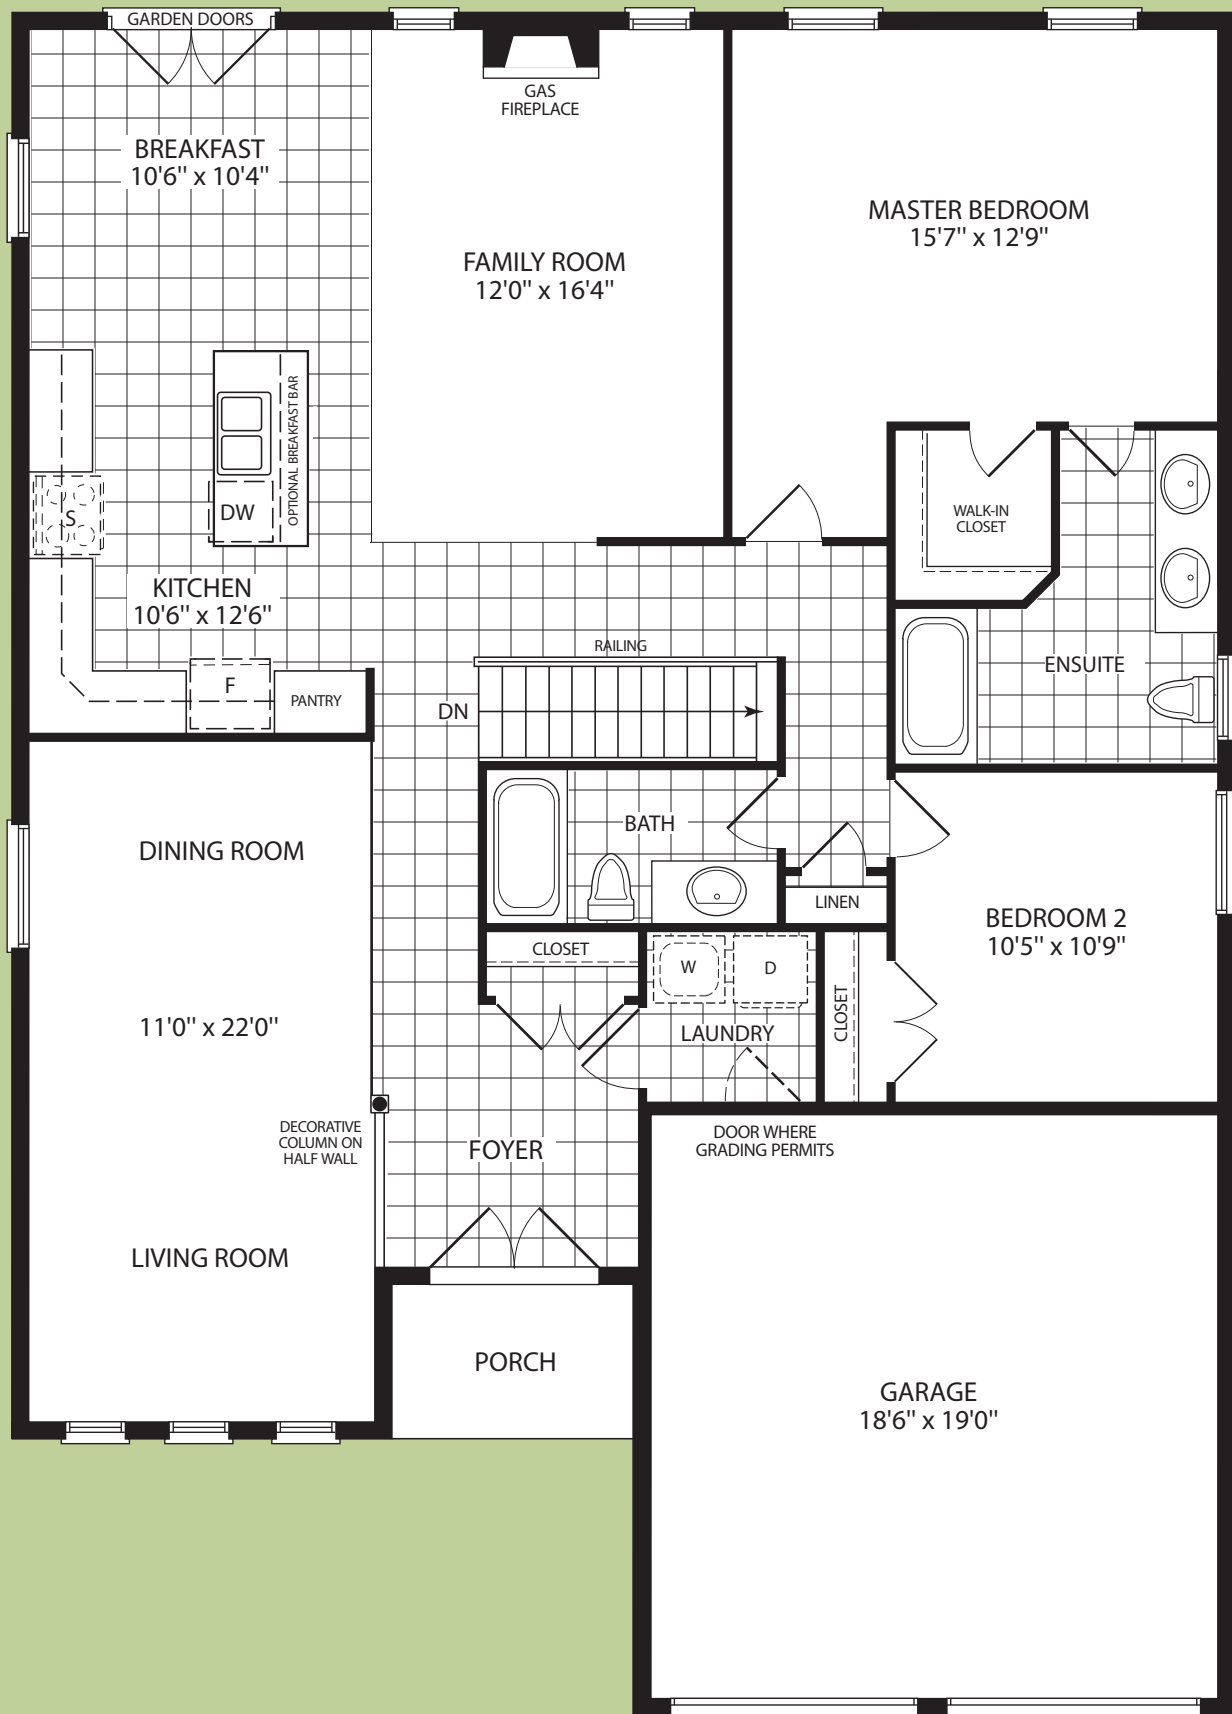 GARDEN DOORS
GAS
FIREPLACE
BREAKFAST
10'6" x 10'4"
MASTER BEDROOM
15'7" x 12'9"
FAMILY ROOM
12'0" x 16'4"
OPTIONAL BREAKFAST BAR
DW
S
WALK-IN
CLOSET
KITCHEN
10'6" x 12'6"
RAILING
ENSUITE
F
PANTRY
DN
BATH
DINING ROOM
LINEN
BEDROOM 2
10'5" x 10'9"
CLOSET
W
D
CLOSET
11'0" x 22'0"
LAUNDRY
DECORATIVE
COLUMN ON
HALF WALL
FOYER
DOOR WHERE
GRADING PERMITS
LIVING ROOM
PORCH
GARAGE
18'6" x 19'0"